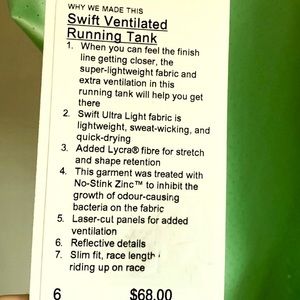 WHY WE MADE THIS
Swift Ventilated
Running Tank
1. When you can feel the finish
line getting closer, the
super-lightweight fabric and
extra ventilation in this
running tank will help you get
there
2. Swift Ultra Light fabric is
lightweight, sweat-wicking, and
quick-drying
3. Added Lycra® fibre for stretch
and shape retention
4. This garment was treated with
No-Stink Zinc™ to inhibit the
growth of odour-causing
bacteria on the fabric
5. Laser-cut panels for added
ventilation
6. Reflective details
7. Slim fit, race length
riding up on race
6 $68.00